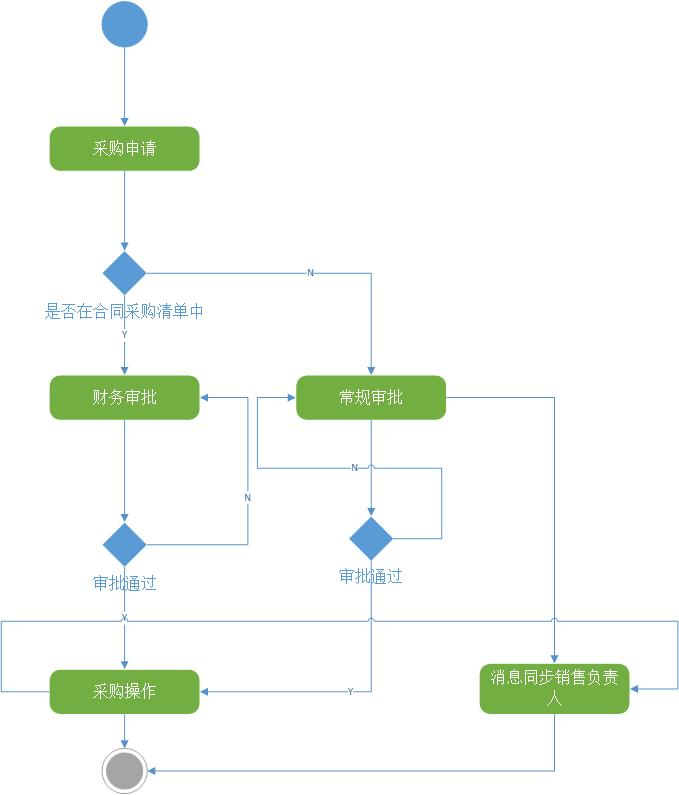 采购申请
N
是否在合同采购清单中
Y
财务审批
常规审批
N
N
审批通过
审批通过
Y
采购操作
Y
消息同步销售负责
人